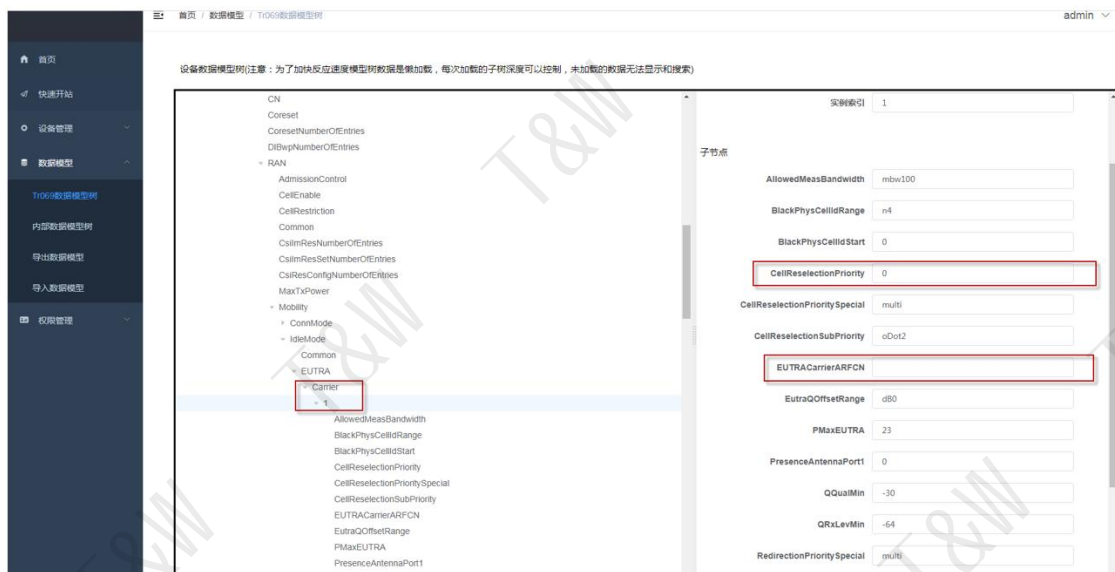 首页 / 数据模型 / Tr069数据模型树
admin
首页
快速开站
设备管理
数据模型
Tr069数据模型树
内部数据模型树
导出数据模型
导入数据模型
权限管理
设备数据模型树(注意：为了加快反应速度模型树数据是懒加载，每次加载的子树深度可以控制，未加载的数据无法显示和搜索)
CN
Coreset
CoresetNumberOfEntries
DlBwpNumberOfEntries
RAN
AdmissionControl
CellEnable
CellRestriction
Common
CsiImResNumberOfEntries
CsiImResSetNumberOfEntries
CsiResConfigNumberOfEntries
MaxTxPower
Mobility
ConnMode
IdleMode
Common
EUTRA
Carrier
1
AllowedMeasBandwidth
BlackPhysCellIdRange
BlackPhysCellIdStart
CellReselectionPriority
CellReselectionPrioritySpecial
CellReselectionSubPriority
EUTRACarrierARFCN
EutraQOffsetRange
PMaxEUTRA
PresenceAntennaPort1
实例索引 1
子节点
AllowedMeasBandwidth mbw100
BlackPhysCellIdRange n4
BlackPhysCellIdStart 0
CellReselectionPriority 0
CellReselectionPrioritySpecial multi
CellReselectionSubPriority oDot2
EUTRACarrierARFCN
EutraQOffsetRange d80
PMaxEUTRA 23
PresenceAntennaPort1 0
QQualMin -30
QRxLevMin -64
RedirectionPrioritySpecial multi
T&W
T&W
T&W
T&W
T&W